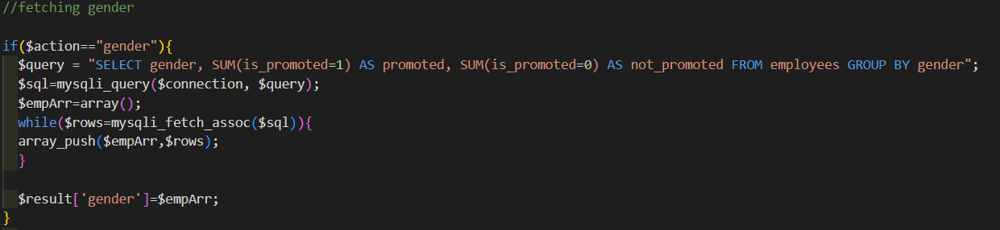 //fetching gender
if($action=="gender"){
$query = "SELECT gender, SUM(is_promoted=1) AS promoted, SUM(is_promoted=0) AS not_promoted FROM employees GROUP BY gender";
$sql=mysqli_query($connection, $query);
$empArr=array();
while($rows=mysqli_fetch_assoc($sql)){
array_push($empArr,$rows);
}
$result['gender']=$empArr;
}